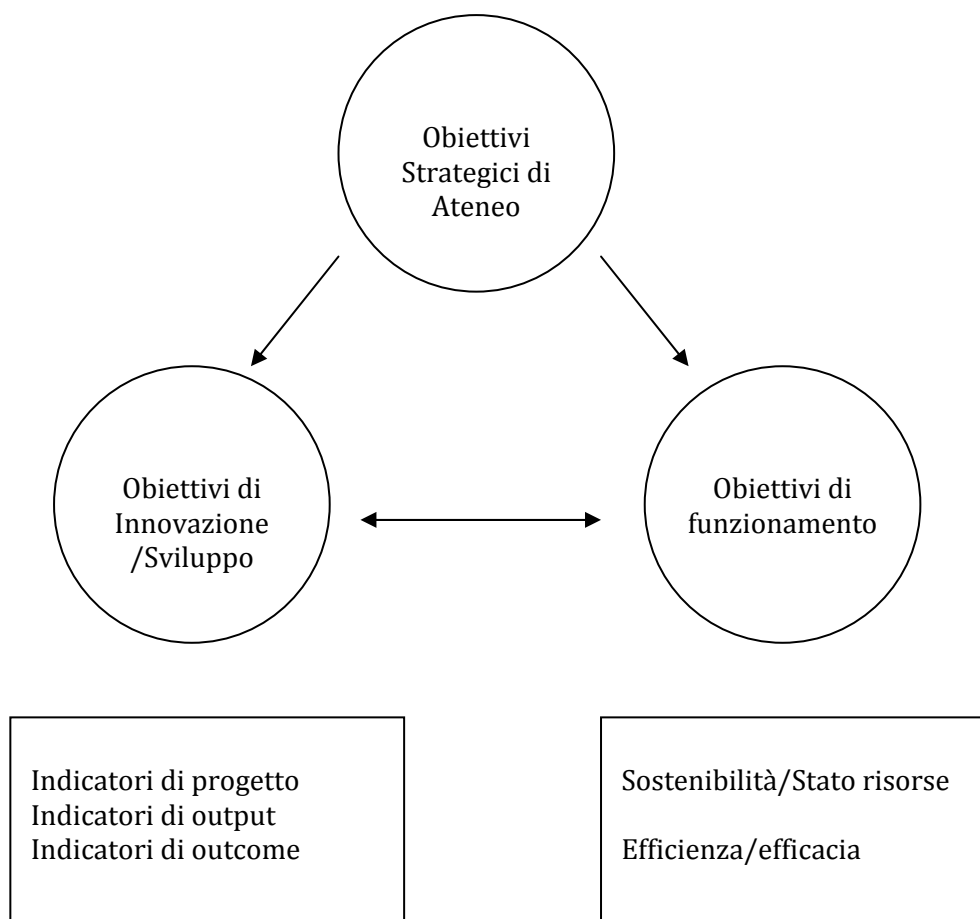 Obiettivi
Strategici di
Ateneo
Obiettivi di
Innovazione
/Sviluppo
Obiettivi di
funzionamento
Indicatori di progetto
Indicatori di output
Indicatori di outcome
Sostenibilità/Stato risorse
Efficienza/efficacia